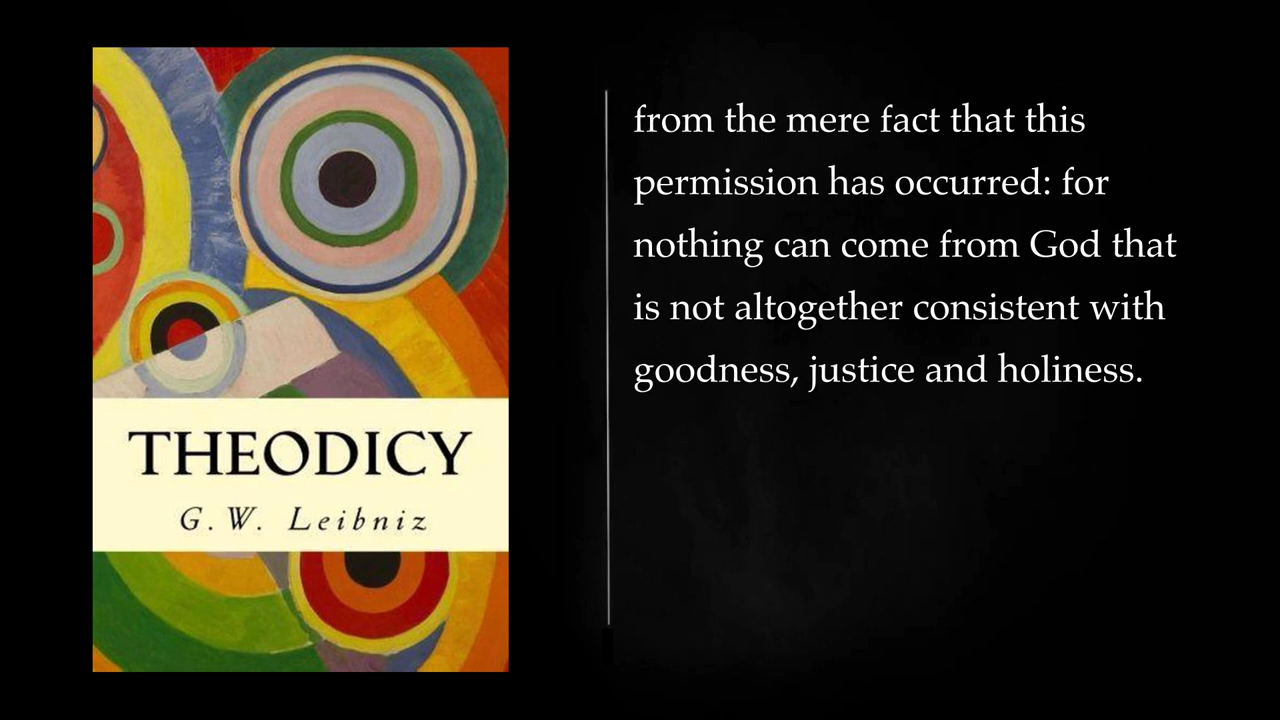 THEODICY
G. W. Leibniz
from the mere fact that this
permission has occurred: for
nothing can come from God that
is not altogether consistent with
goodness, justice and holiness.